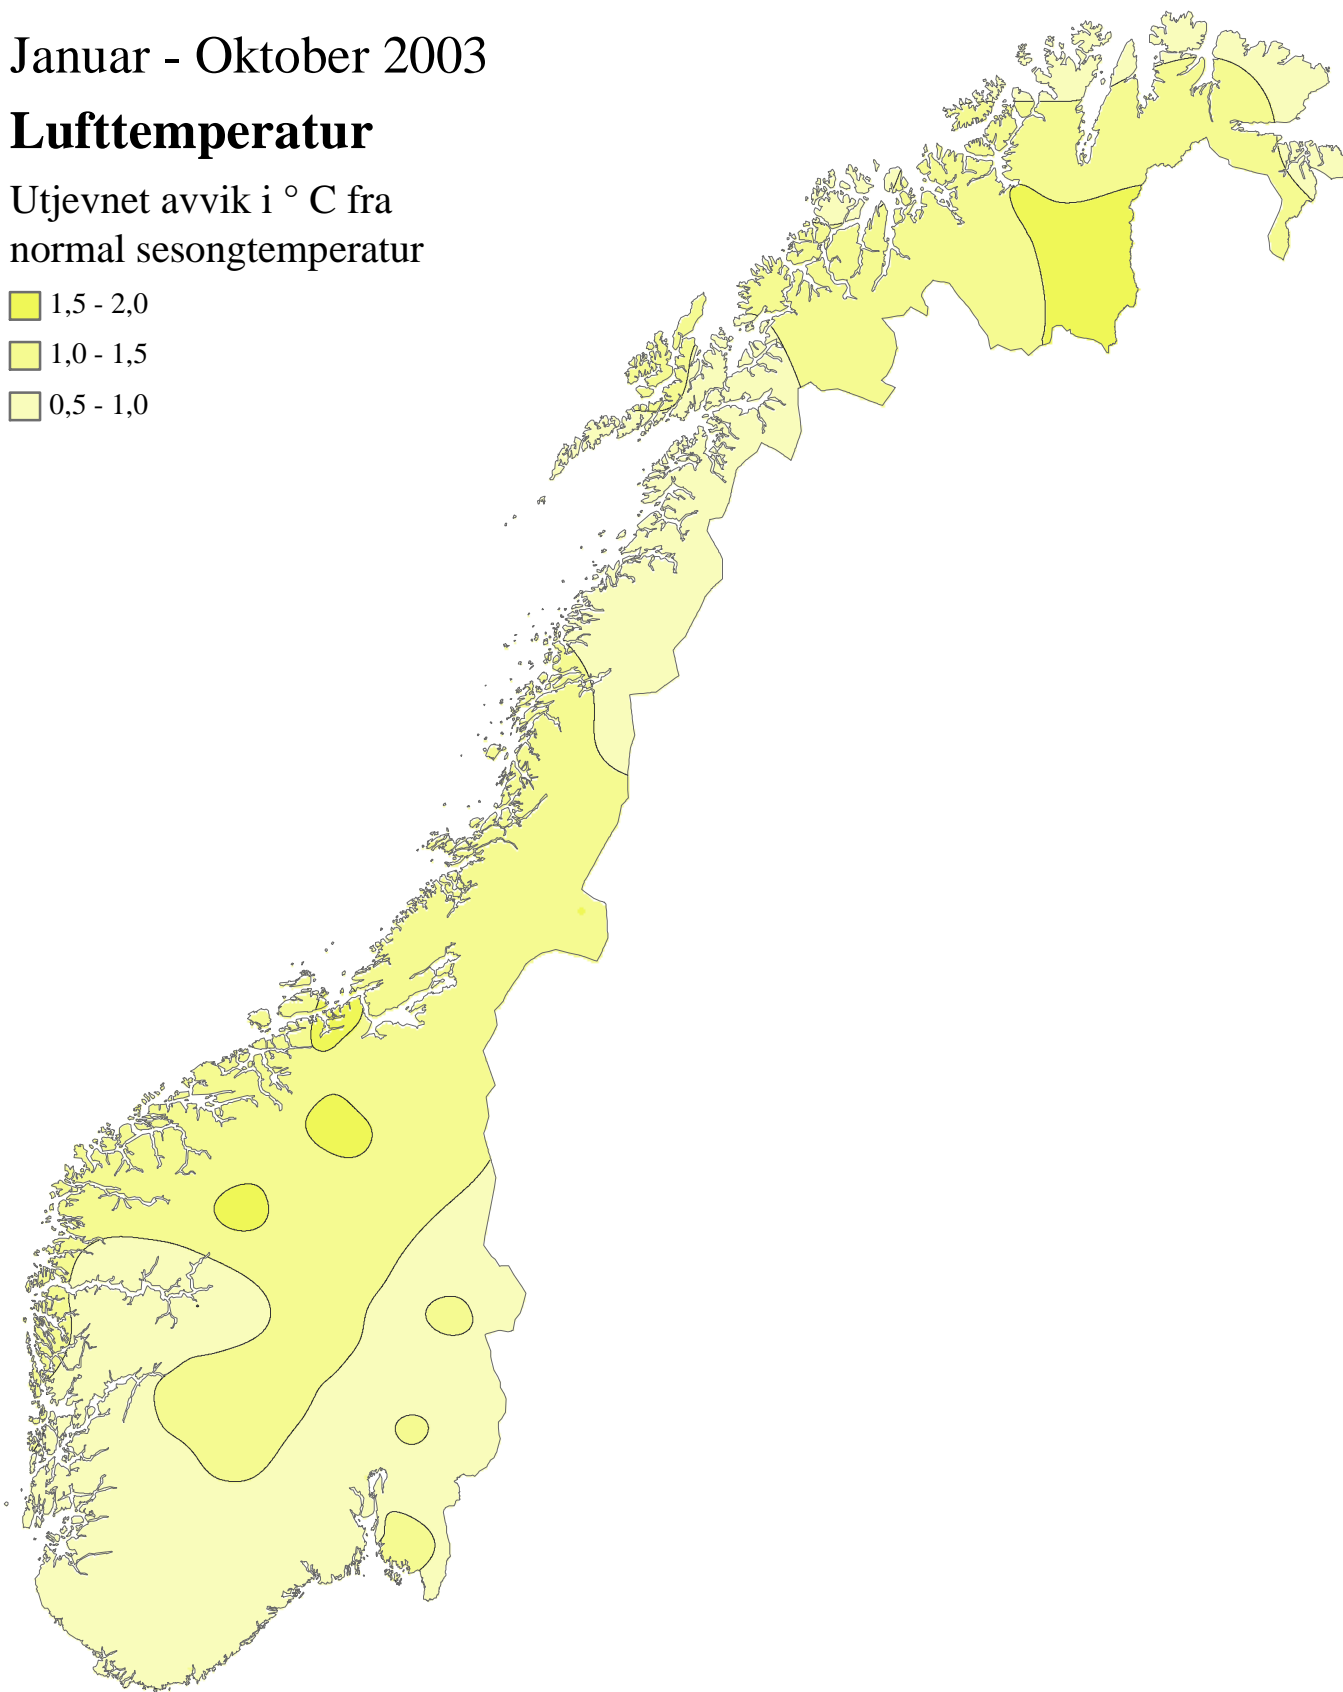 Januar - Oktober 2003
Lufttemperatur
Utjevnet avvik i ° C fra
normal sesongtemperatur
1,5 - 2,0
1,0 - 1,5
0,5 - 1,0